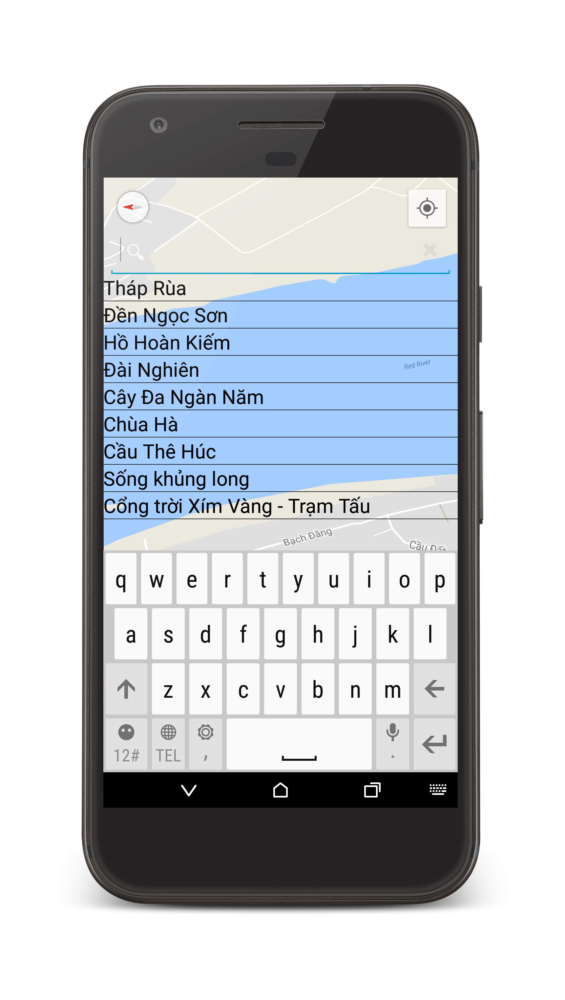 Tháp Rùa
Đền Ngọc Sơn
Hồ Hoàn Kiếm
Đài Nghiên
Red River
Cây Đa Ngàn Năm
Chùa Hà
Cầu Thê Húc
Sống khủng long
Cổng trời Xím Vàng - Trạm Tấu
Bạch Đằng
Cầu Đất
q w e r t y u i o p
a s d f g h j k l
z x c v b n m
12# TEL , .